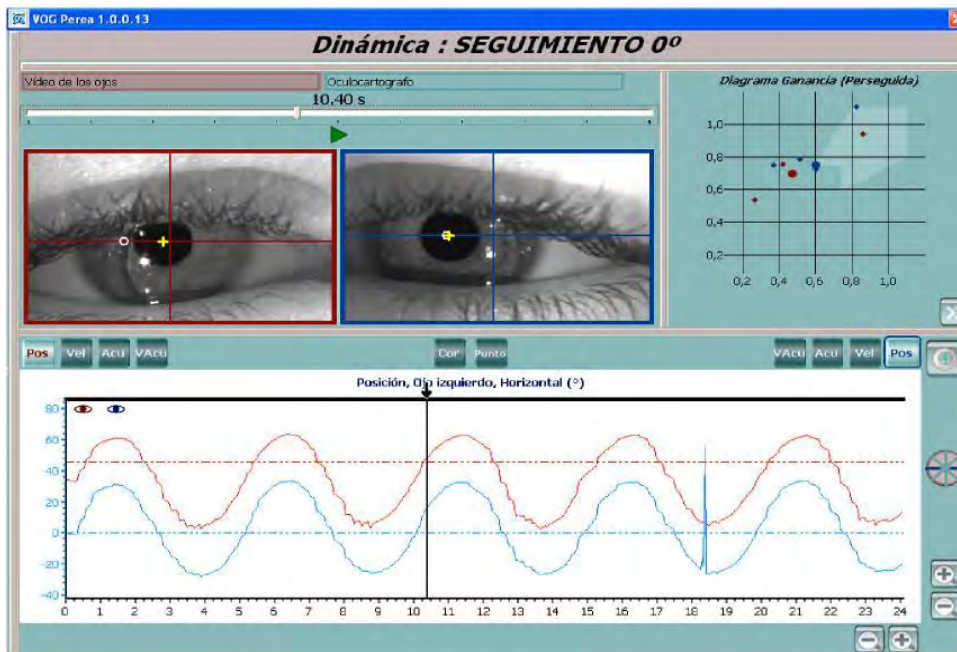 VOG Perea 1.0.0.13
Dinámica : SEGUIMIENTO 0º
Vídeo de los ojos
Oculocartografo
10,40 s
Diagrama Ganancia (Perseguida)
1,0
0,8
0,6
0,4
0,2
0,2 0,4 0,6 0,8 1,0
Pos Vel Acu VAcu Cor Punto VAcu Acu Vel Pos
Posición, Ojo izquierdo, Horizontal (°)
80
60
40
20
0
-20
-40
0 1 2 3 4 5 6 7 8 9 10 11 12 13 14 15 16 17 18 19 20 21 22 23 24